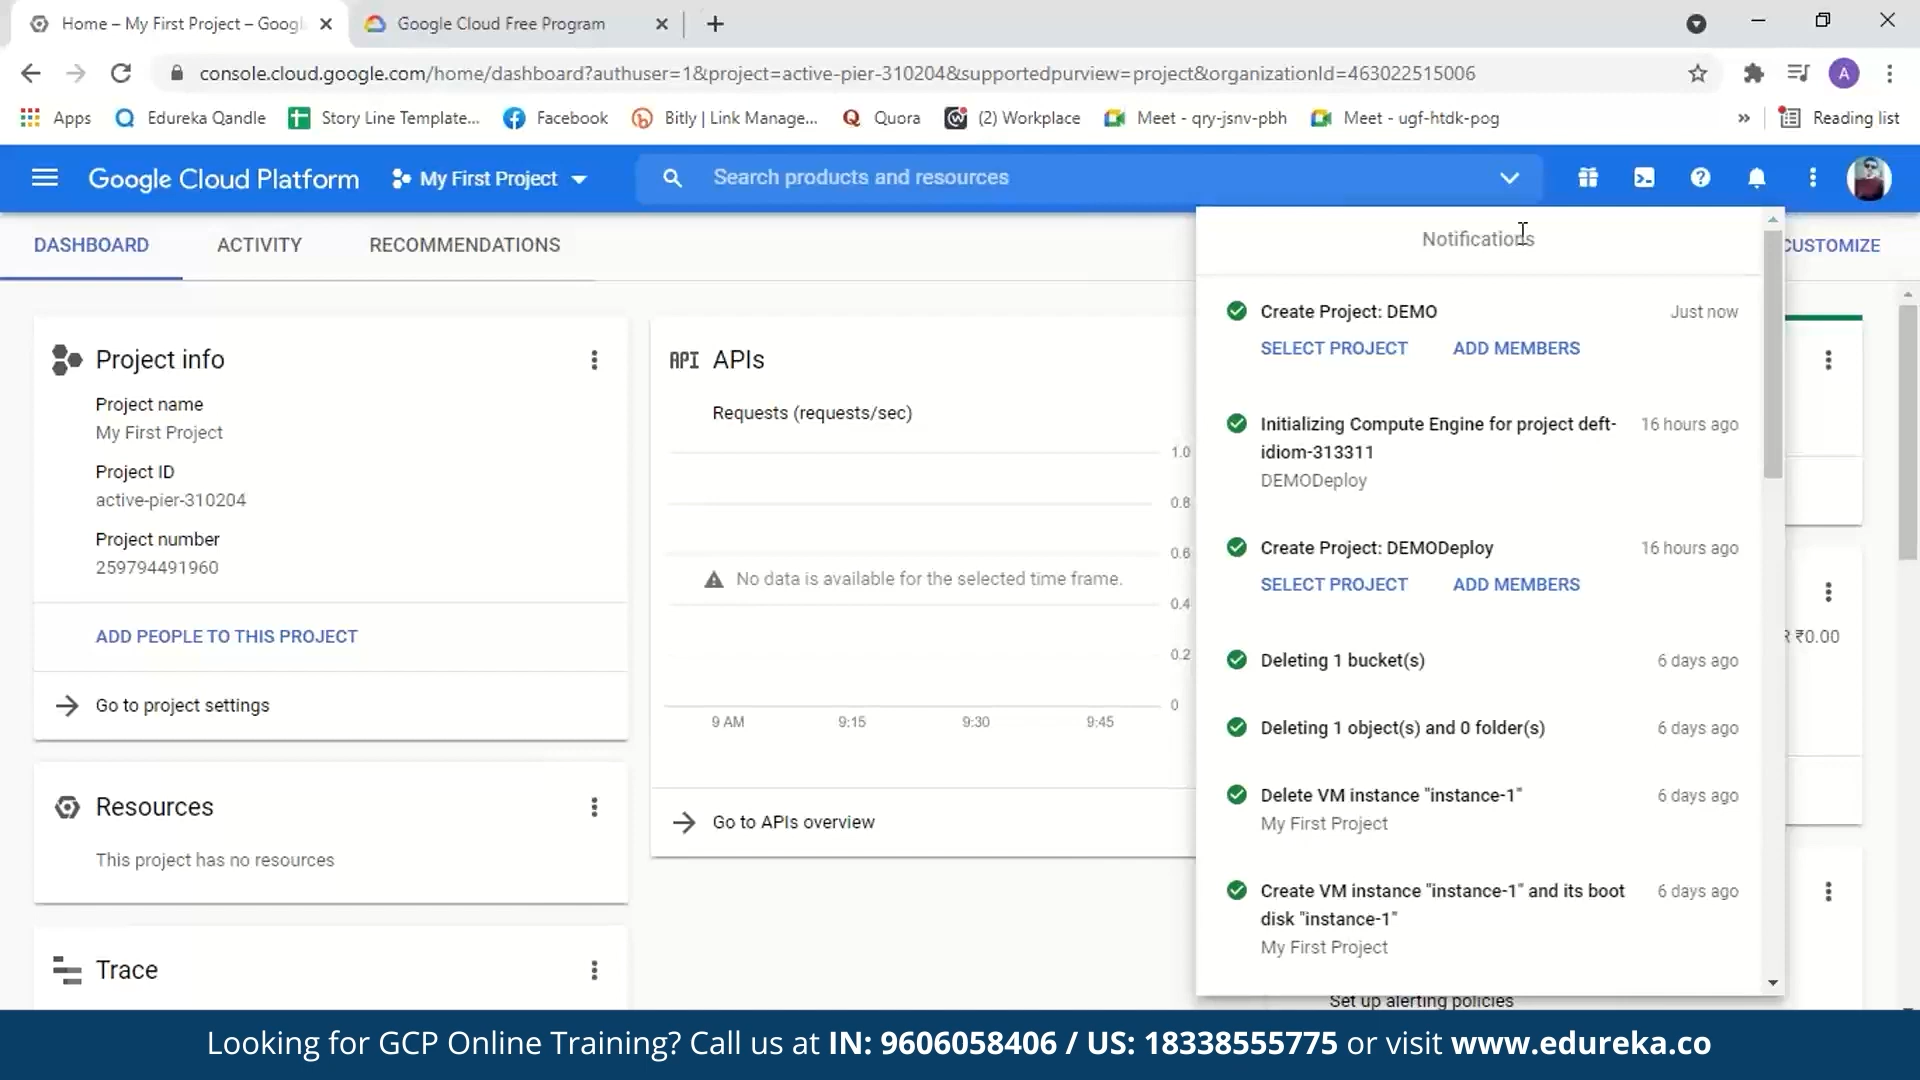 Home – My First Project – Googl
Google Cloud Free Program
console.cloud.google.com/home/dashboard?authuser=1&project=active-pier-310204&supportedpurview=project&organizationId=463022515006
A
Apps
Edureka Qandle
Story Line Template...
Facebook
Bitly | Link Manage...
Quora
(2) Workplace
Meet - qry-jsnv-pbh
Meet - ugf-htdk-pog
»
Reading list
Google Cloud Platform
My First Project
Search products and resources
DASHBOARD
ACTIVITY
RECOMMENDATIONS
CUSTOMIZE
Project info
Project name
My First Project
Project ID
active-pier-310204
Project number
259794491960
ADD PEOPLE TO THIS PROJECT
Go to project settings
Resources
This project has no resources
Trace
API APIs
Requests (requests/sec)
1.0
0.8
0.6
No data is available for the selected time frame.
0.4
0.2
0
9 AM
9:15
9:30
9:45
Go to APIs overview
Notifications
Create Project: DEMO
Just now
SELECT PROJECT
ADD MEMBERS
Initializing Compute Engine for project deft-
idiom-313311
16 hours ago
DEMODeploy
Create Project: DEMODeploy
16 hours ago
SELECT PROJECT
ADD MEMBERS
Deleting 1 bucket(s)
6 days ago
Deleting 1 object(s) and 0 folder(s)
6 days ago
Delete VM instance "instance-1"
6 days ago
My First Project
Create VM instance "instance-1" and its boot
disk "instance-1"
6 days ago
My First Project
R ₹0.00
Set up alerting policies
Looking for GCP Online Training? Call us at IN: 9606058406 / US: 18338555775 or visit www.edureka.co